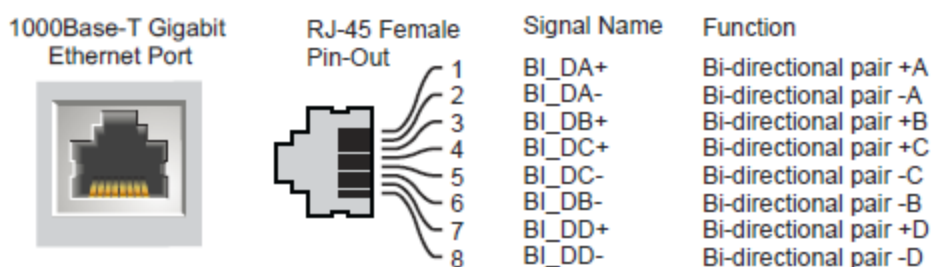 1000Base-T Gigabit
Ethernet Port
RJ-45 Female
Pin-Out
Signal Name Function
1 BI_DA+ Bi-directional pair +A
2 BI_DA- Bi-directional pair -A
3 BI_DB+ Bi-directional pair +B
4 BI_DC+ Bi-directional pair +C
5 BI_DC- Bi-directional pair -C
6 BI_DB- Bi-directional pair -B
7 BI_DD+ Bi-directional pair +D
8 BI_DD- Bi-directional pair -D